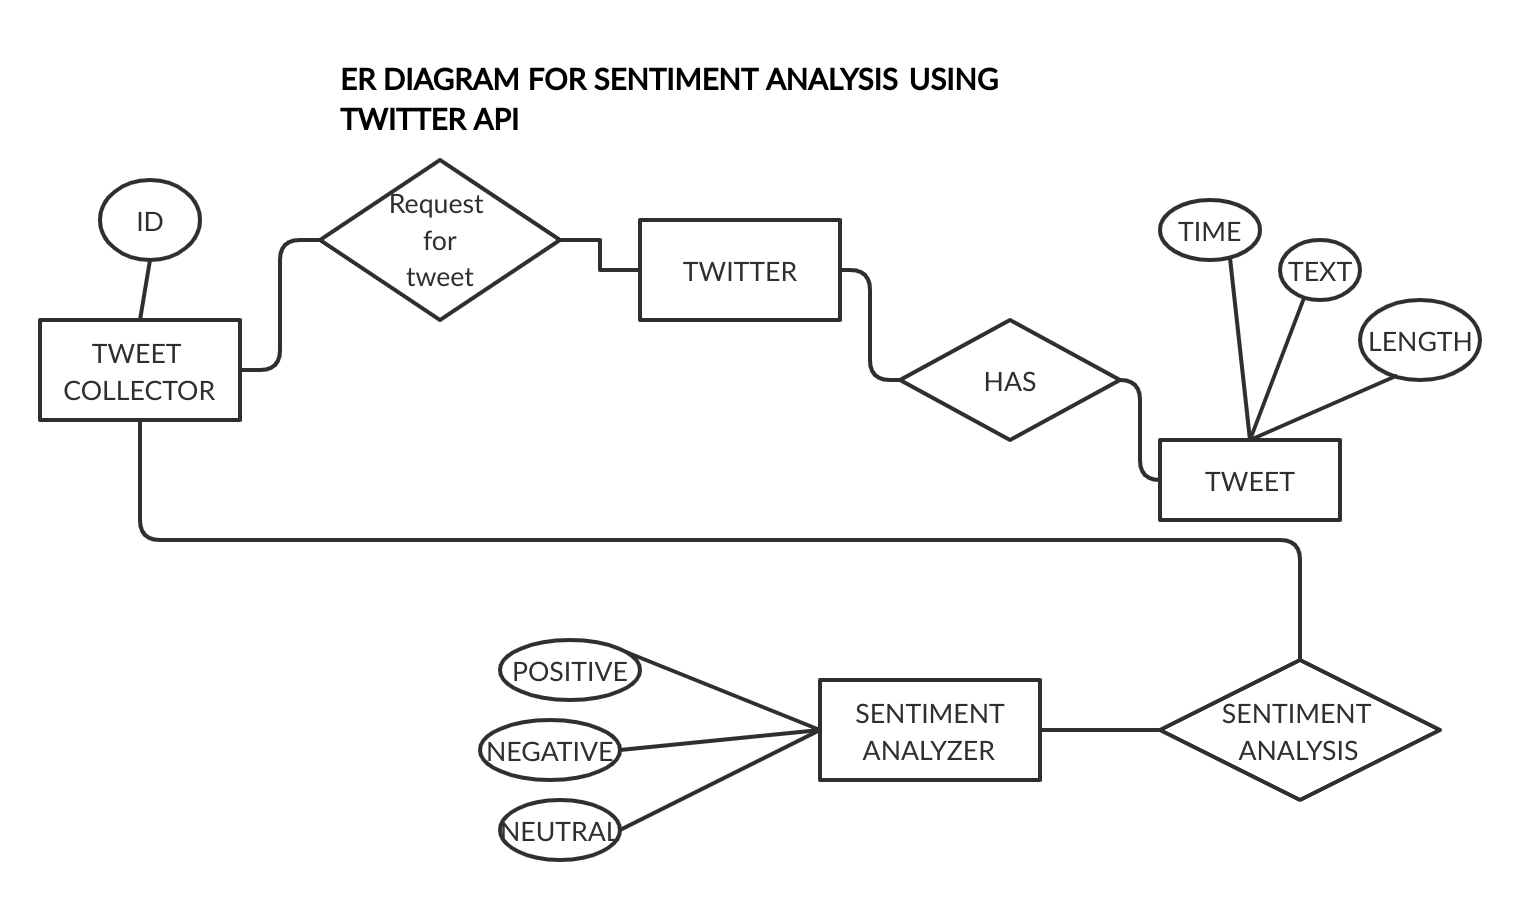 ER DIAGRAM FOR SENTIMENT ANALYSIS USING
TWITTER API
Request
for
tweet
ID
TWITTER
TIME
TEXT
LENGTH
TWEET
COLLECTOR
HAS
TWEET
POSITIVE
NEGATIVE
NEUTRAL
SENTIMENT
ANALYZER
SENTIMENT
ANALYSIS